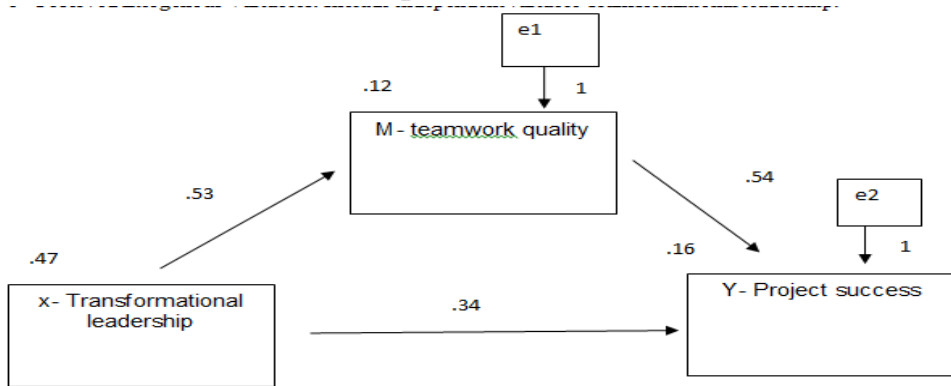 e1
.12
1
M - teamwork quality
.53
.54
e2
.47
.16
1
x- Transformational
leadership
Y- Project success
.34